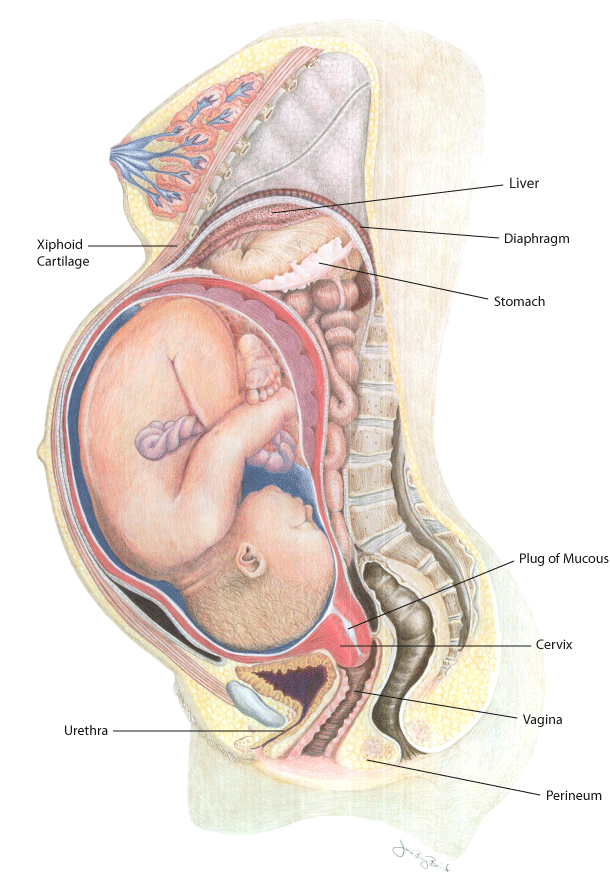 Liver
Diaphragm
Xiphoid
Cartilage
Stomach
Plug of Mucous
Cervix
Vagina
Urethra
Perineum